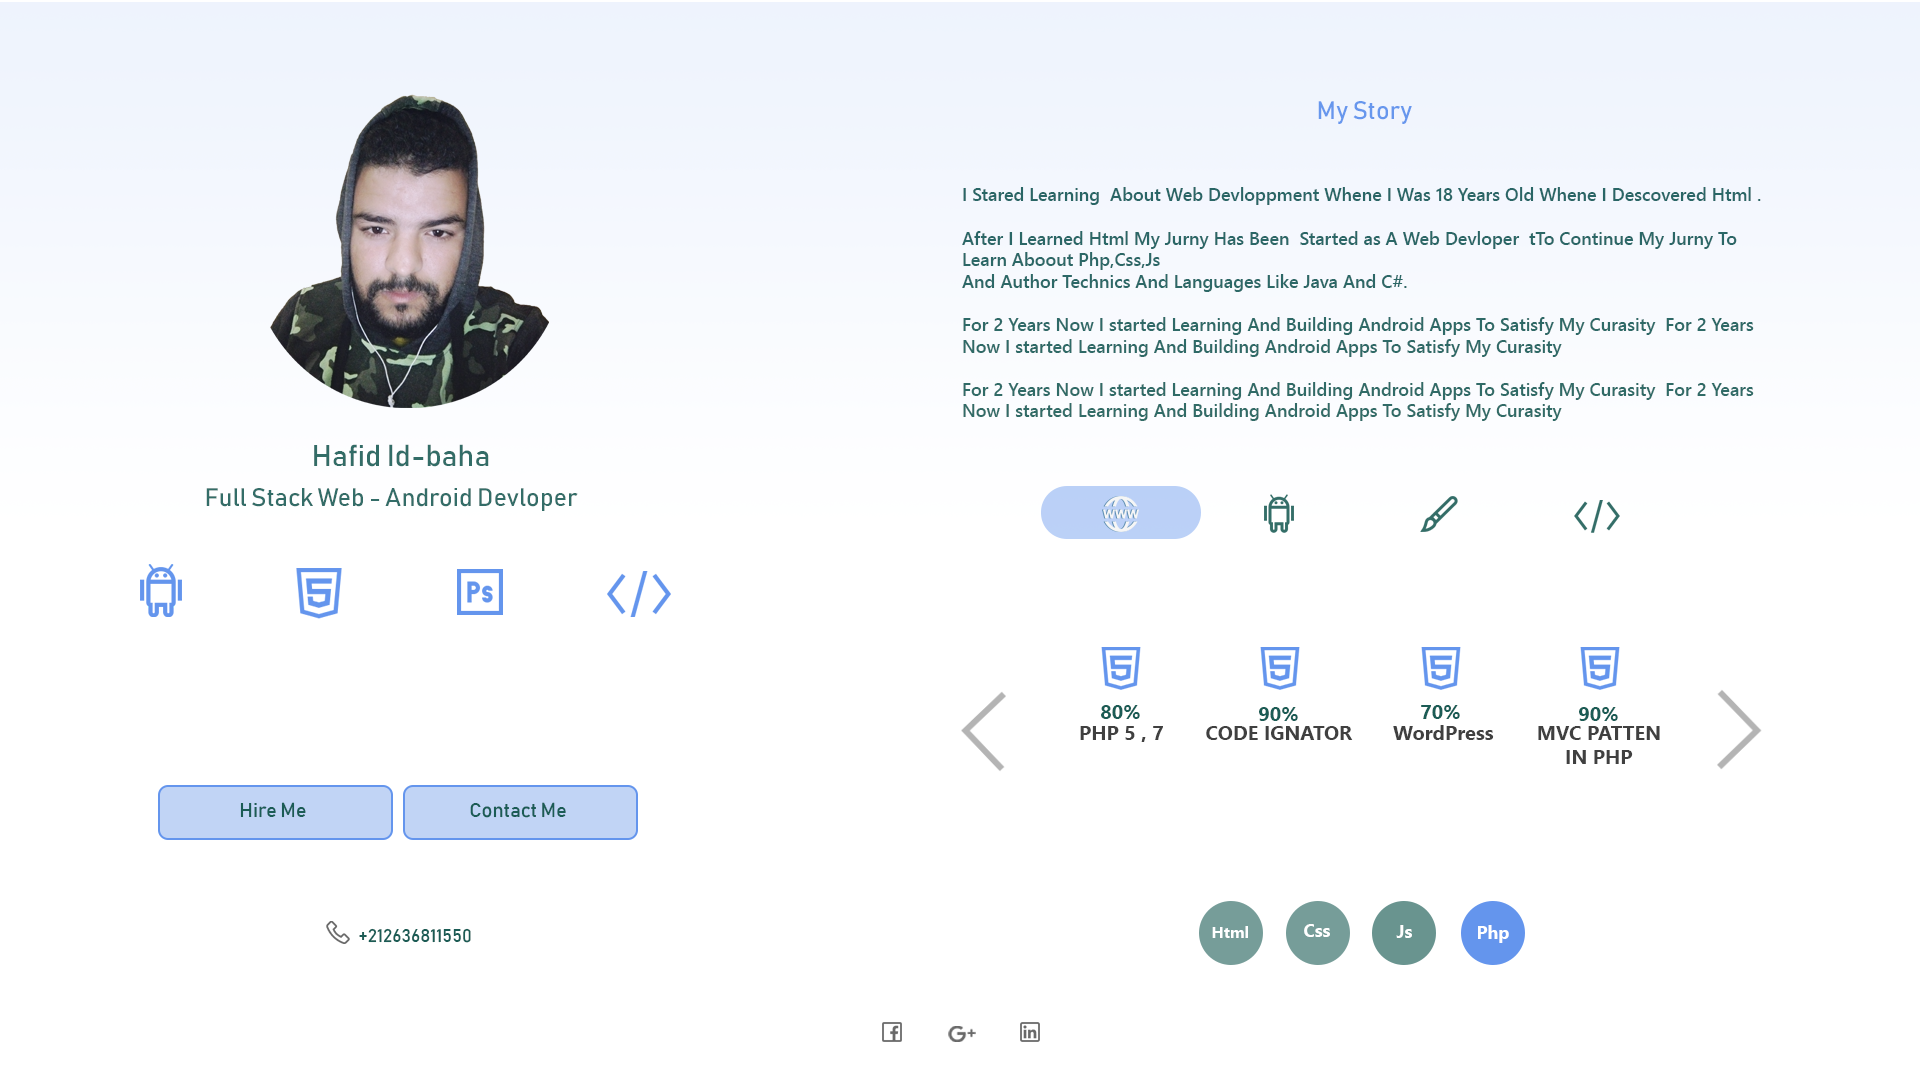 Hafid Id-baha
Full Stack Web - Android Devloper
Ps
Hire Me
Contact Me
+212636811550
My Story
I Stared Learning  About Web Devloppment Whene I Was 18 Years Old Whene I Descovered Html .
After I Learned Html My Jurny Has Been  Started as A Web Devloper  tTo Continue My Jurny To
Learn Aboout Php,Css,Js
And Author Technics And Languages Like Java And C#.
For 2 Years Now I started Learning And Building Android Apps To Satisfy My Curasity  For 2 Years
Now I started Learning And Building Android Apps To Satisfy My Curasity
For 2 Years Now I started Learning And Building Android Apps To Satisfy My Curasity  For 2 Years
Now I started Learning And Building Android Apps To Satisfy My Curasity
WWW
80%
PHP 5 , 7
90%
CODE IGNATOR
70%
WordPress
90%
MVC PATTEN
IN PHP
Html
Css
Js
Php
G+
in